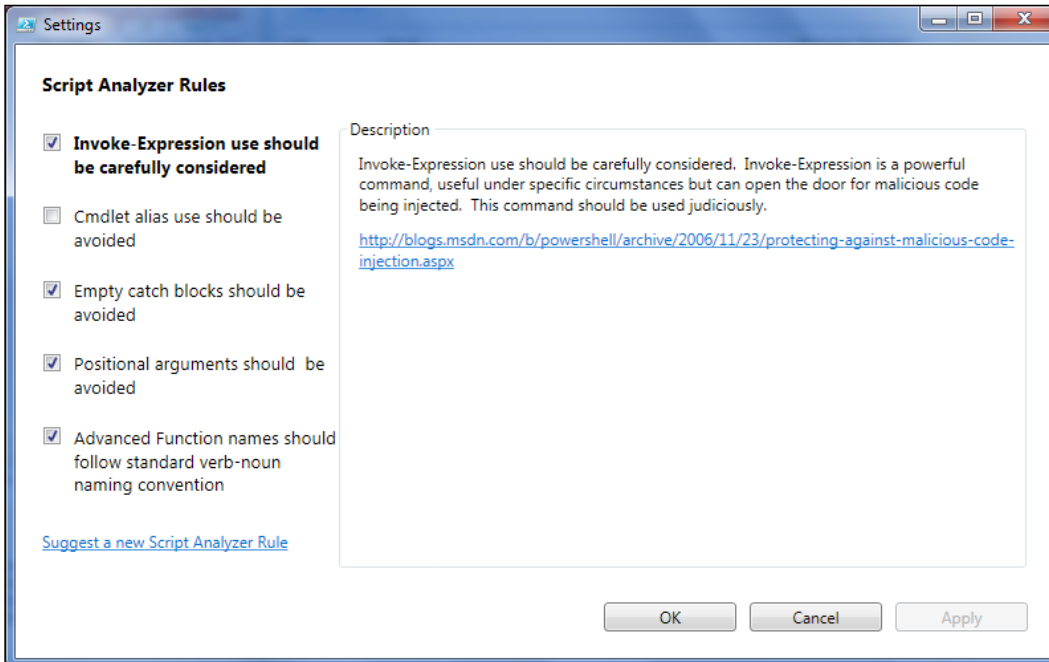 Settings
Script Analyzer Rules
Invoke-Expression use should
be carefully considered
Cmdlet alias use should be
avoided
Empty catch blocks should be
avoided
Positional arguments should  be
avoided
Advanced Function names should
follow standard verb-noun
naming convention
Suggest a new Script Analyzer Rule
Description
Invoke-Expression use should be carefully considered.  Invoke-Expression is a powerful
command, useful under specific circumstances but can open the door for malicious code
being injected.  This command should be used judiciously.
http://blogs.msdn.com/b/powershell/archive/2006/11/23/protecting-against-malicious-code-
injection.aspx
OK
Cancel
Apply